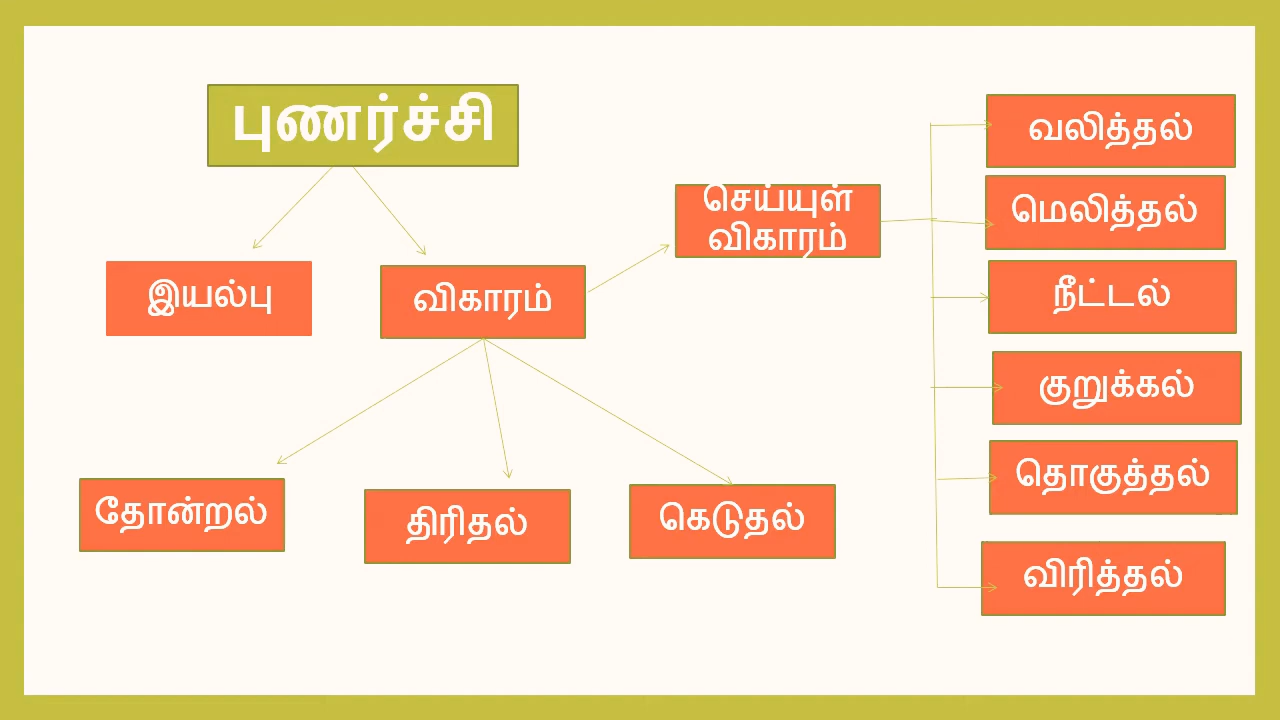 புணர்ச்சி
இயல்பு
விகாரம்
செய்யுள்
விகாரம்
தோன்றல்
திரிதல்
கெடுதல்
வலித்தல்
மெலித்தல்
நீட்டல்
குறுக்கல்
தொகுத்தல்
விரித்தல்